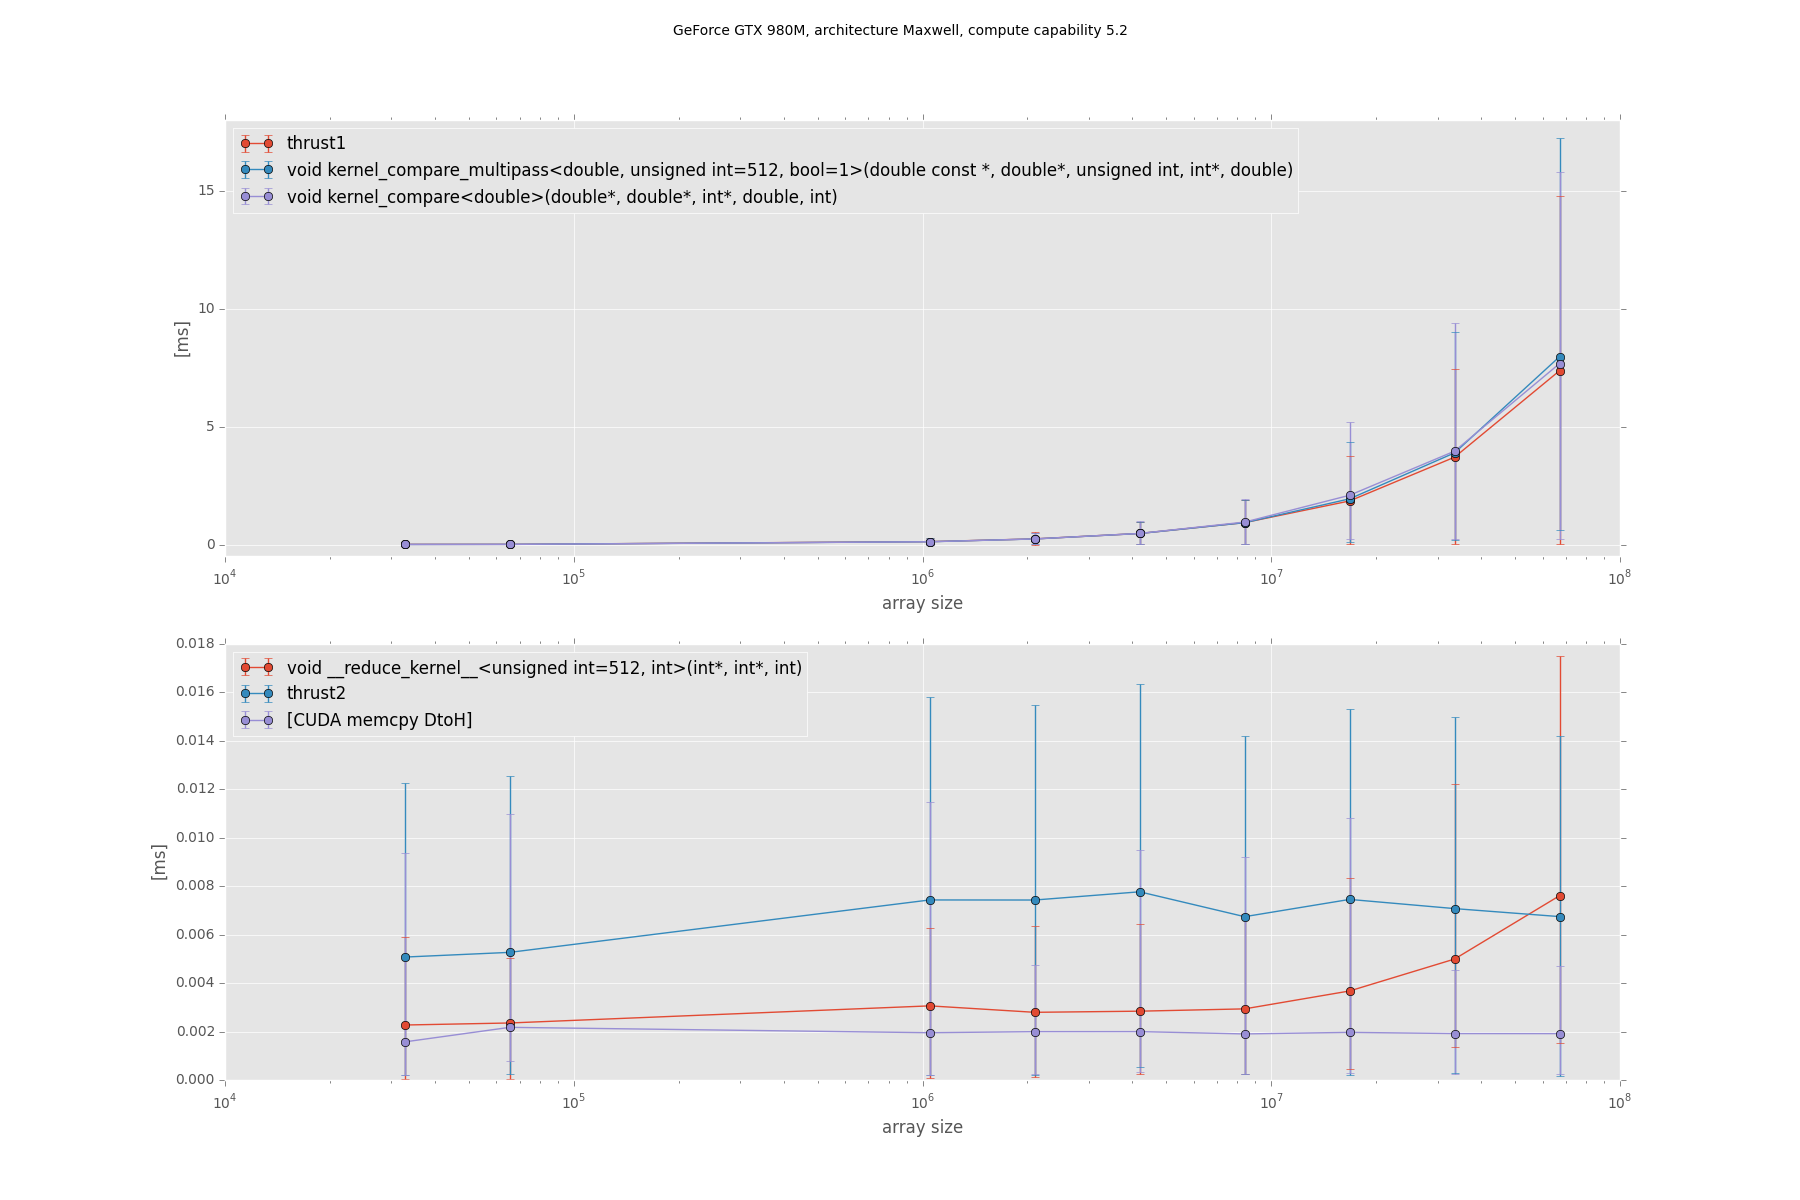 GeForce GTX 980M, architecture Maxwell, compute capability 5.2
thrust1
void kernel_compare_multipass<double, unsigned int=512, bool=1>(double const *, double*, unsigned int, int*, double)
void kernel_compare<double>(double*, double*, int*, double, int)
15
10
5
0
[ms]
10^4 10^5 10^6 10^7 10^8
array size
void __reduce_kernel__<unsigned int=512, int>(int*, int*, int)
thrust2
[CUDA memcpy DtoH]
0.018
0.016
0.014
0.012
0.010
0.008
0.006
0.004
0.002
0.000
[ms]
10^4 10^5 10^6 10^7 10^8
array size